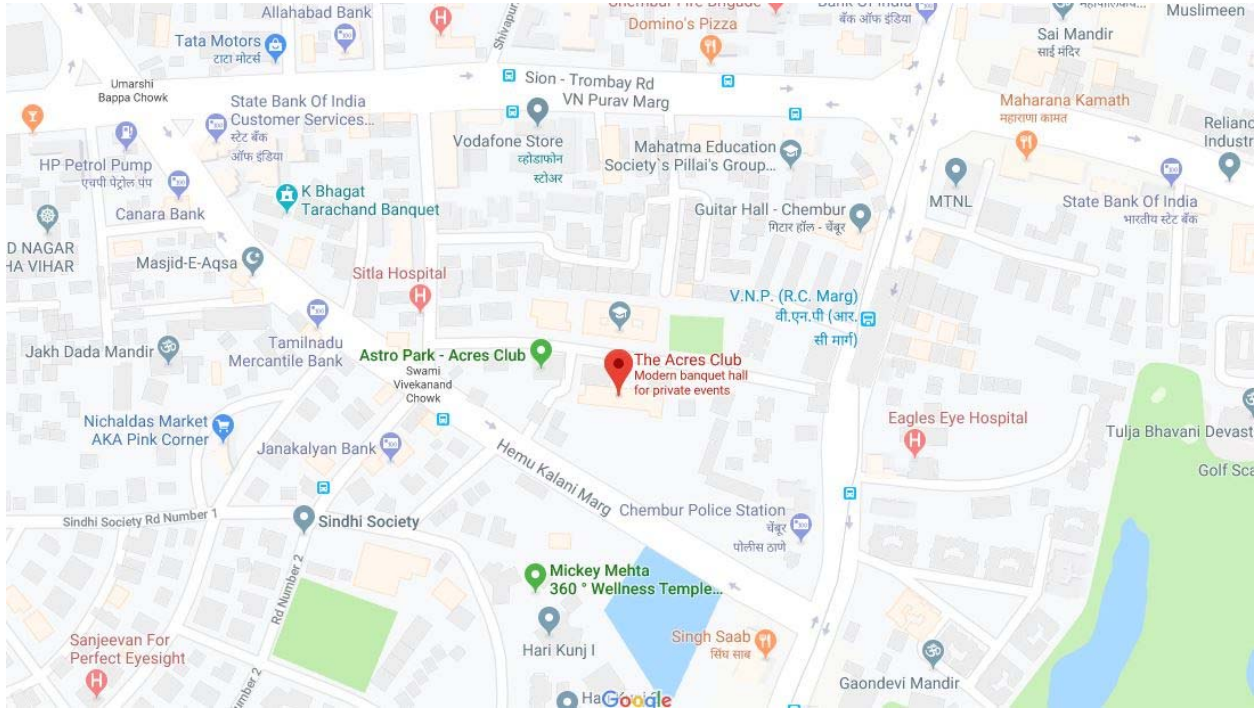 Allahabad Bank
Domino's Pizza
बँक ऑफ इंडिया
Muslimeen
Sai Mandir
साई मंदिर
Tata Motors
टाटा मोटर्स
Shivapur
Umarshi
Bappa Chowk
Sion - Trombay Rd
VN Purav Marg
State Bank Of India
Customer Services...
स्टेट बँक
ऑफ इंडिया
Vodafone Store
व्होडाफोन
स्टोअर
Mahatma Education
Society`s Pillai's Group...
Maharana Kamath
महाराणा कामत
Relianc
Industr
HP Petrol Pump
एचपी पेट्रोल पंप
Canara Bank
K Bhagat
Tarachand Banquet
Guitar Hall - Chembur
गिटार हॉल - चेंबूर
MTNL
State Bank Of India
भारतीय स्टेट बँक
D NAGAR
HA VIHAR
Masjid-E-Aqsa
Sitla Hospital
V.N.P. (R.C. Marg)
वी.एन.पी (आर.
सी मार्ग)
Tamilnadu
Mercantile Bank
Jakh Dada Mandir
Astro Park - Acres Club
Swami
Vivekanand
Chowk
The Acres Club
Modern banquet hall
for private events
Nichaldas Market
AKA Pink Corner
Janakalyan Bank
Hemu Kalani Marg
Eagles Eye Hospital
Tulja Bhavani Devast
Golf Sca
Sindhi Society Rd Number 1
Sindhi Society
Chembur Police Station
चेंबूर
पोलीस ठाणे
Rd Number 2
Mickey Mehta
360 ° Wellness Temple...
Hari Kunj I
Singh Saab
सिंघ साब
Sanjeevan For
Perfect Eyesight
Number 2
Gaondevi Mandir
Google